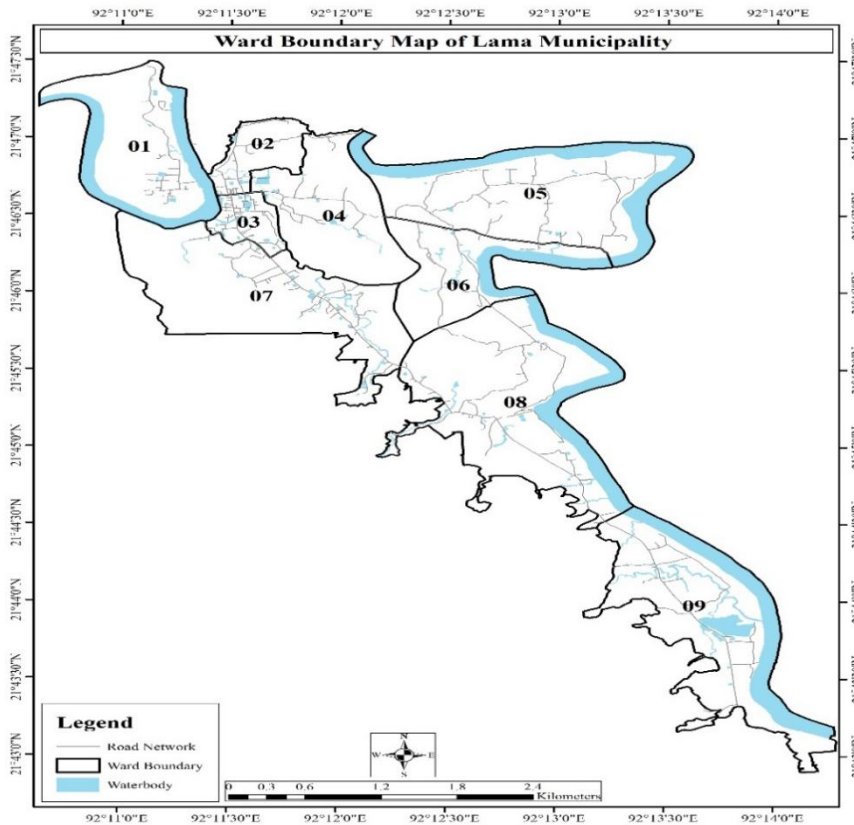 92°11'0"E 92°11'30"E 92°12'0"E 92°12'30"E 92°13'0"E 92°13'30"E 92°14'0"E
Ward Boundary Map of Lama Municipality
21°47'30"N
21°47'0"N
02
01
05
21°46'30"N
03
04
06
21°46'0"N
07
21°45'30"N
08
21°45'0"N
21°44'30"N
21°44'0"N
09
21°43'30"N
Legend
Road Network
Ward Boundary
Waterbody
21°43'0"N
N
W E
S
0 0.3 0.6 1.2 1.8 2.4
Kilometers
92°11'0"E 92°11'30"E 92°12'0"E 92°12'30"E 92°13'0"E 92°13'30"E 92°14'0"E